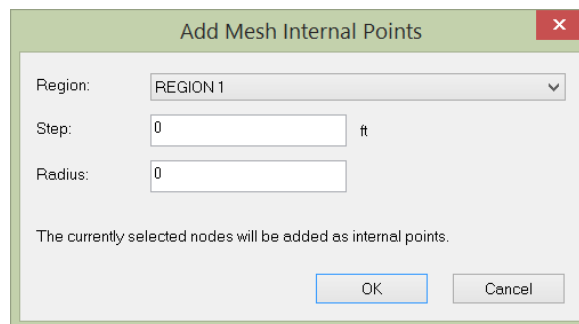 Add Mesh Internal Points
Region: REGION 1
Step: 0 ft
Radius: 0
The currently selected nodes will be added as internal points.
OK Cancel